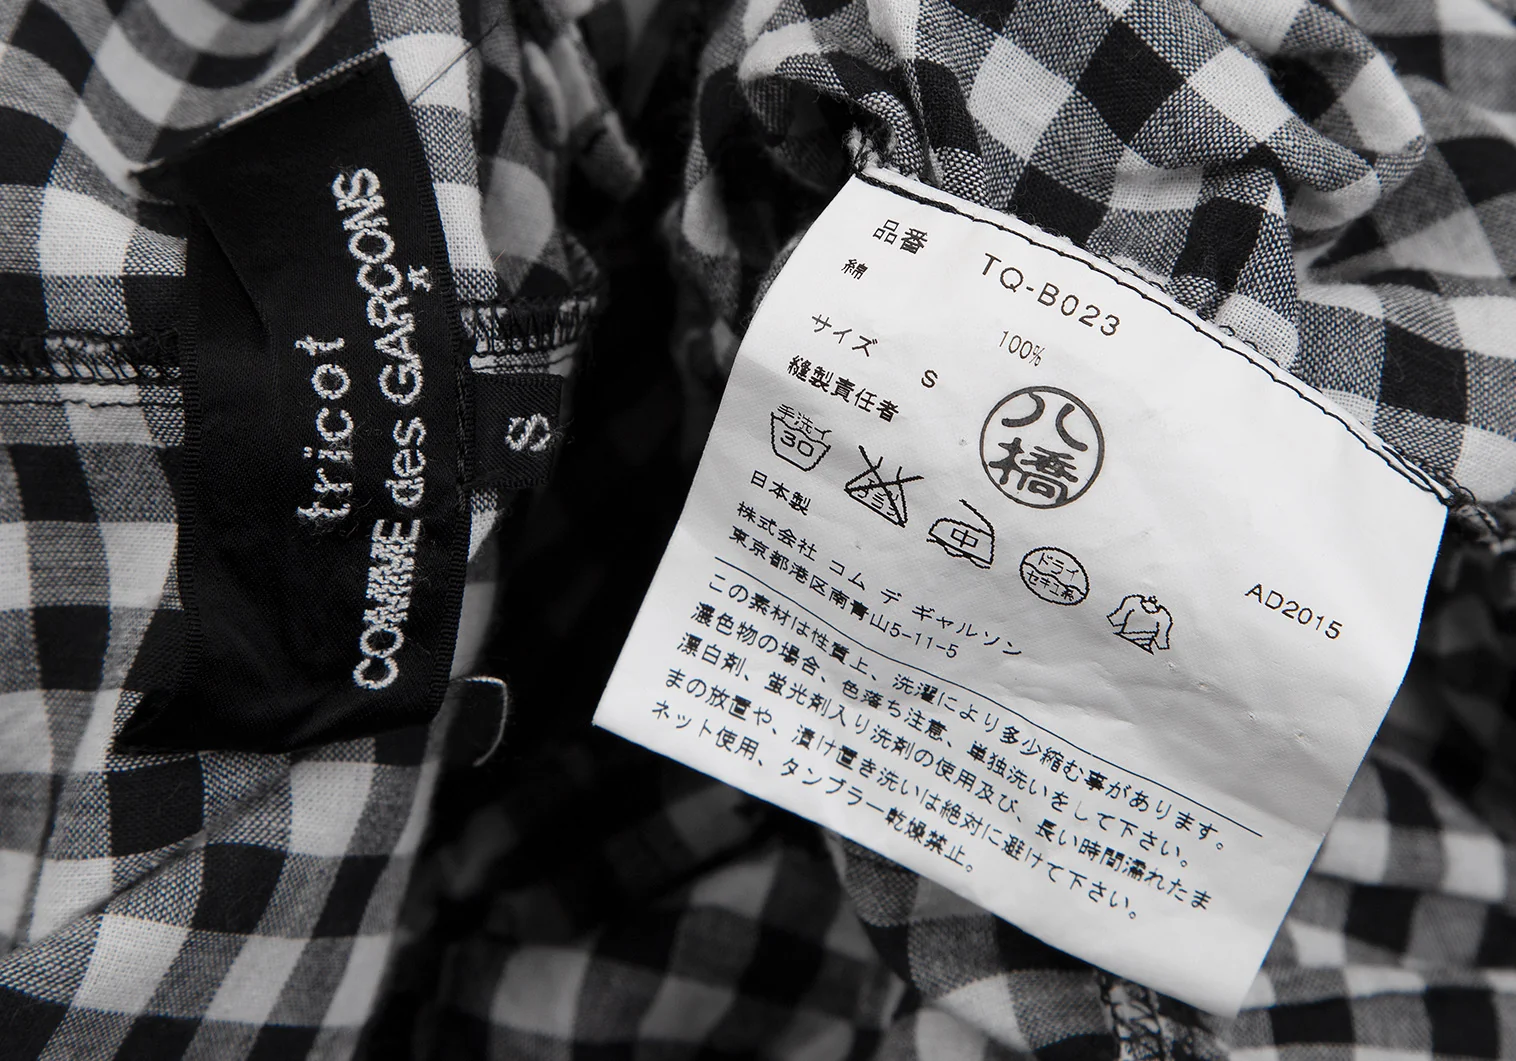 tricot
COMME des GARÇONS
S
品番 TQ-B023
綿 100%
サイズ S
縫製責任者 八橋
手洗イ
30
エンソサラシ
中
ドライ
セキユ系
日本製
株式会社 コム デ ギャルソン
東京都港区南青山5-11-5
AD2015
この素材は性質上、洗濯により多少縮む事があります。
濃色物の場合、色落ち注意、単独洗いをして下さい。
漂白剤、蛍光剤入り洗剤の使用及び、長い時間濡れたま
まの放置や、漬け置き洗いは絶対に避けて下さい。
ネット使用、タンブラー乾燥禁止。